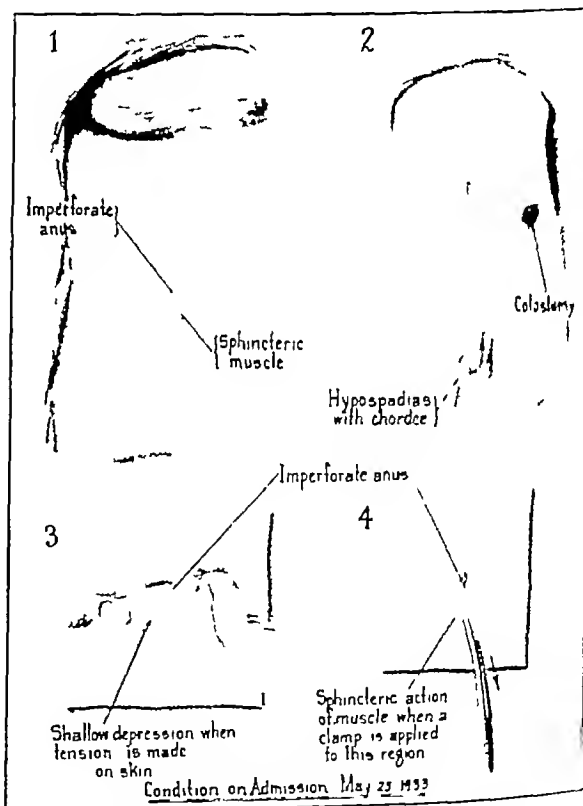 1
2
Imperforate
anus
Colostomy
Sphincteric
muscle
Hypospadias
with chordee
Imperforate anus
3
4
Shallow depression when
tension is made
on skin
Sphincteric action
of muscle when a
clamp is applied
to this region
Condition on Admission May 23 1933